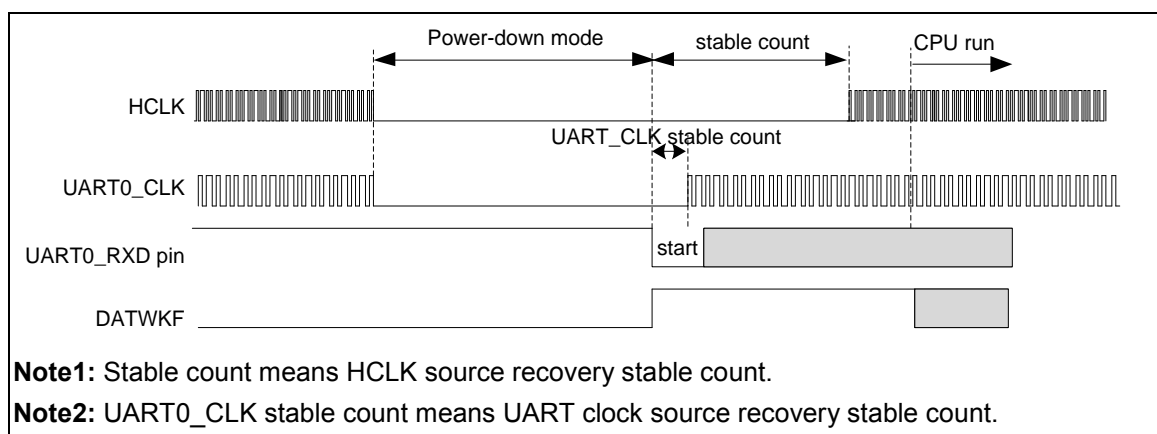 Power-down mode
stable count
CPU run
HCLK
UART_CLK stable count
UART0_CLK
UART0_RXD pin
start
DATWKF
Note1: Stable count means HCLK source recovery stable count.
Note2: UART0_CLK stable count means UART clock source recovery stable count.